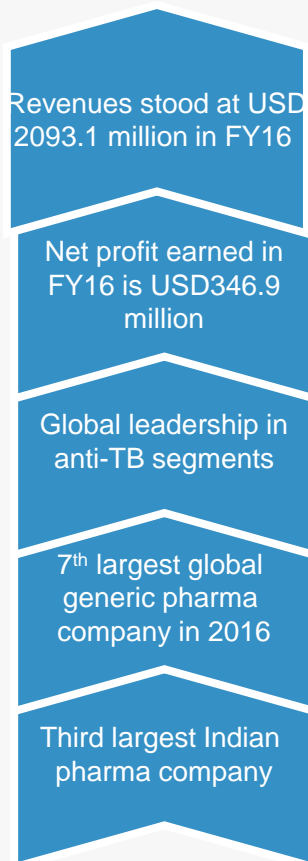 Revenues stood at USD
2093.1 million in FY16
Net profit earned in
FY16 is USD346.9
million
Global leadership in
anti-TB segments
7th largest global
generic pharma
company in 2016
Third largest Indian
pharma company